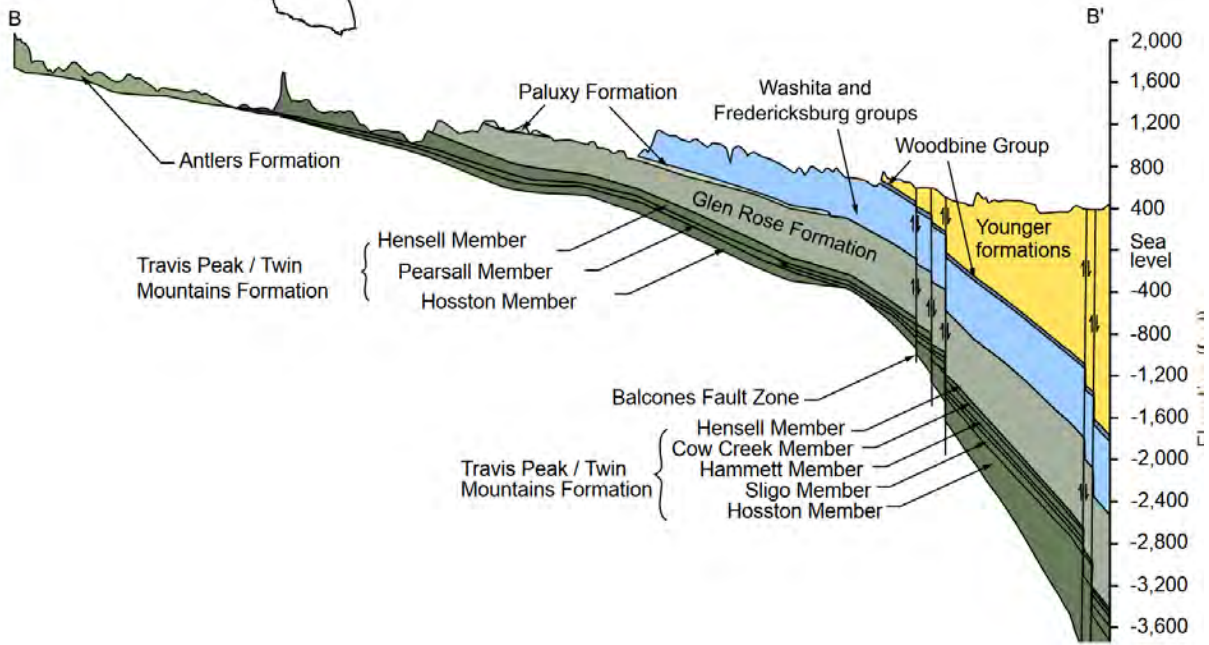 B
B'
2,000
1,600
1,200
800
400
Sea
level
-400
-800
-1,200
-1,600
-2,000
-2,400
-2,800
-3,200
-3,600
Paluxy Formation
Washita and
Fredericksburg groups
Woodbine Group
Antlers Formation
Glen Rose Formation
Younger
formations
Travis Peak / Twin
Mountains Formation
Hensell Member
Pearsall Member
Hosston Member
Balcones Fault Zone
Travis Peak / Twin
Mountains Formation
Hensell Member
Cow Creek Member
Hammett Member
Sligo Member
Hosston Member